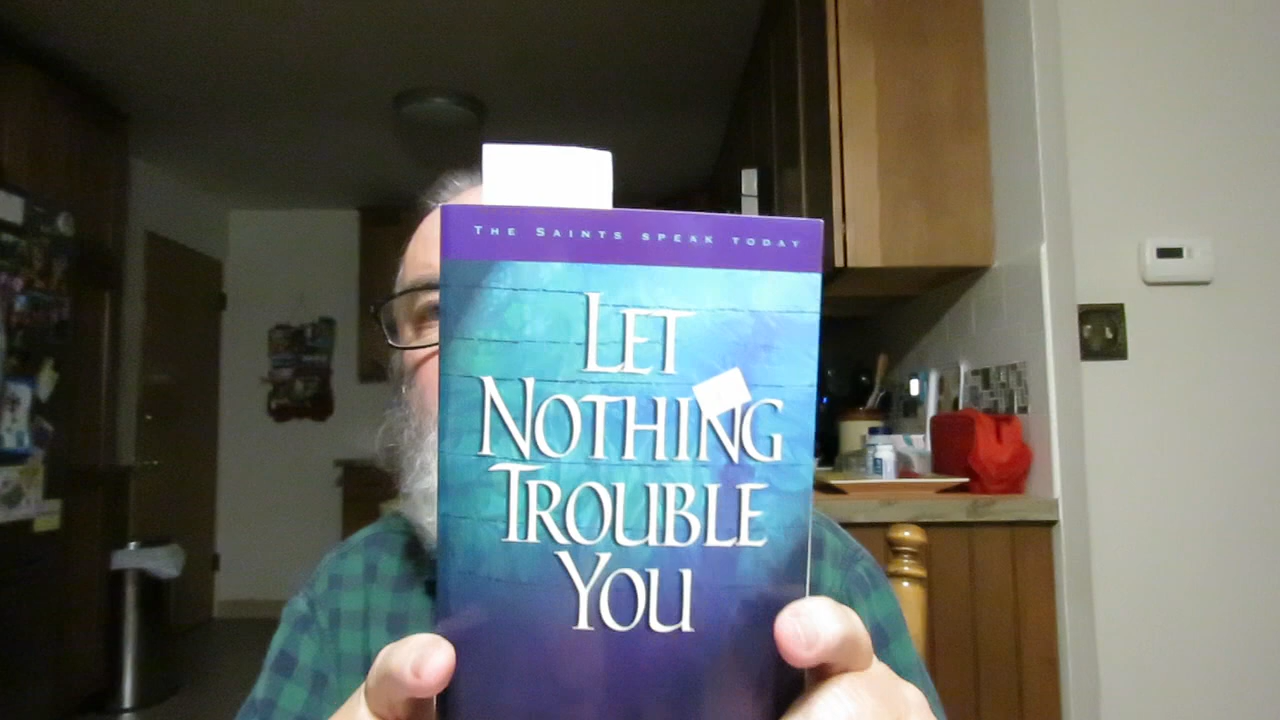 THE SAINTS SPEAK TODAY
LET
NOTHING
TROUBLE
YOU